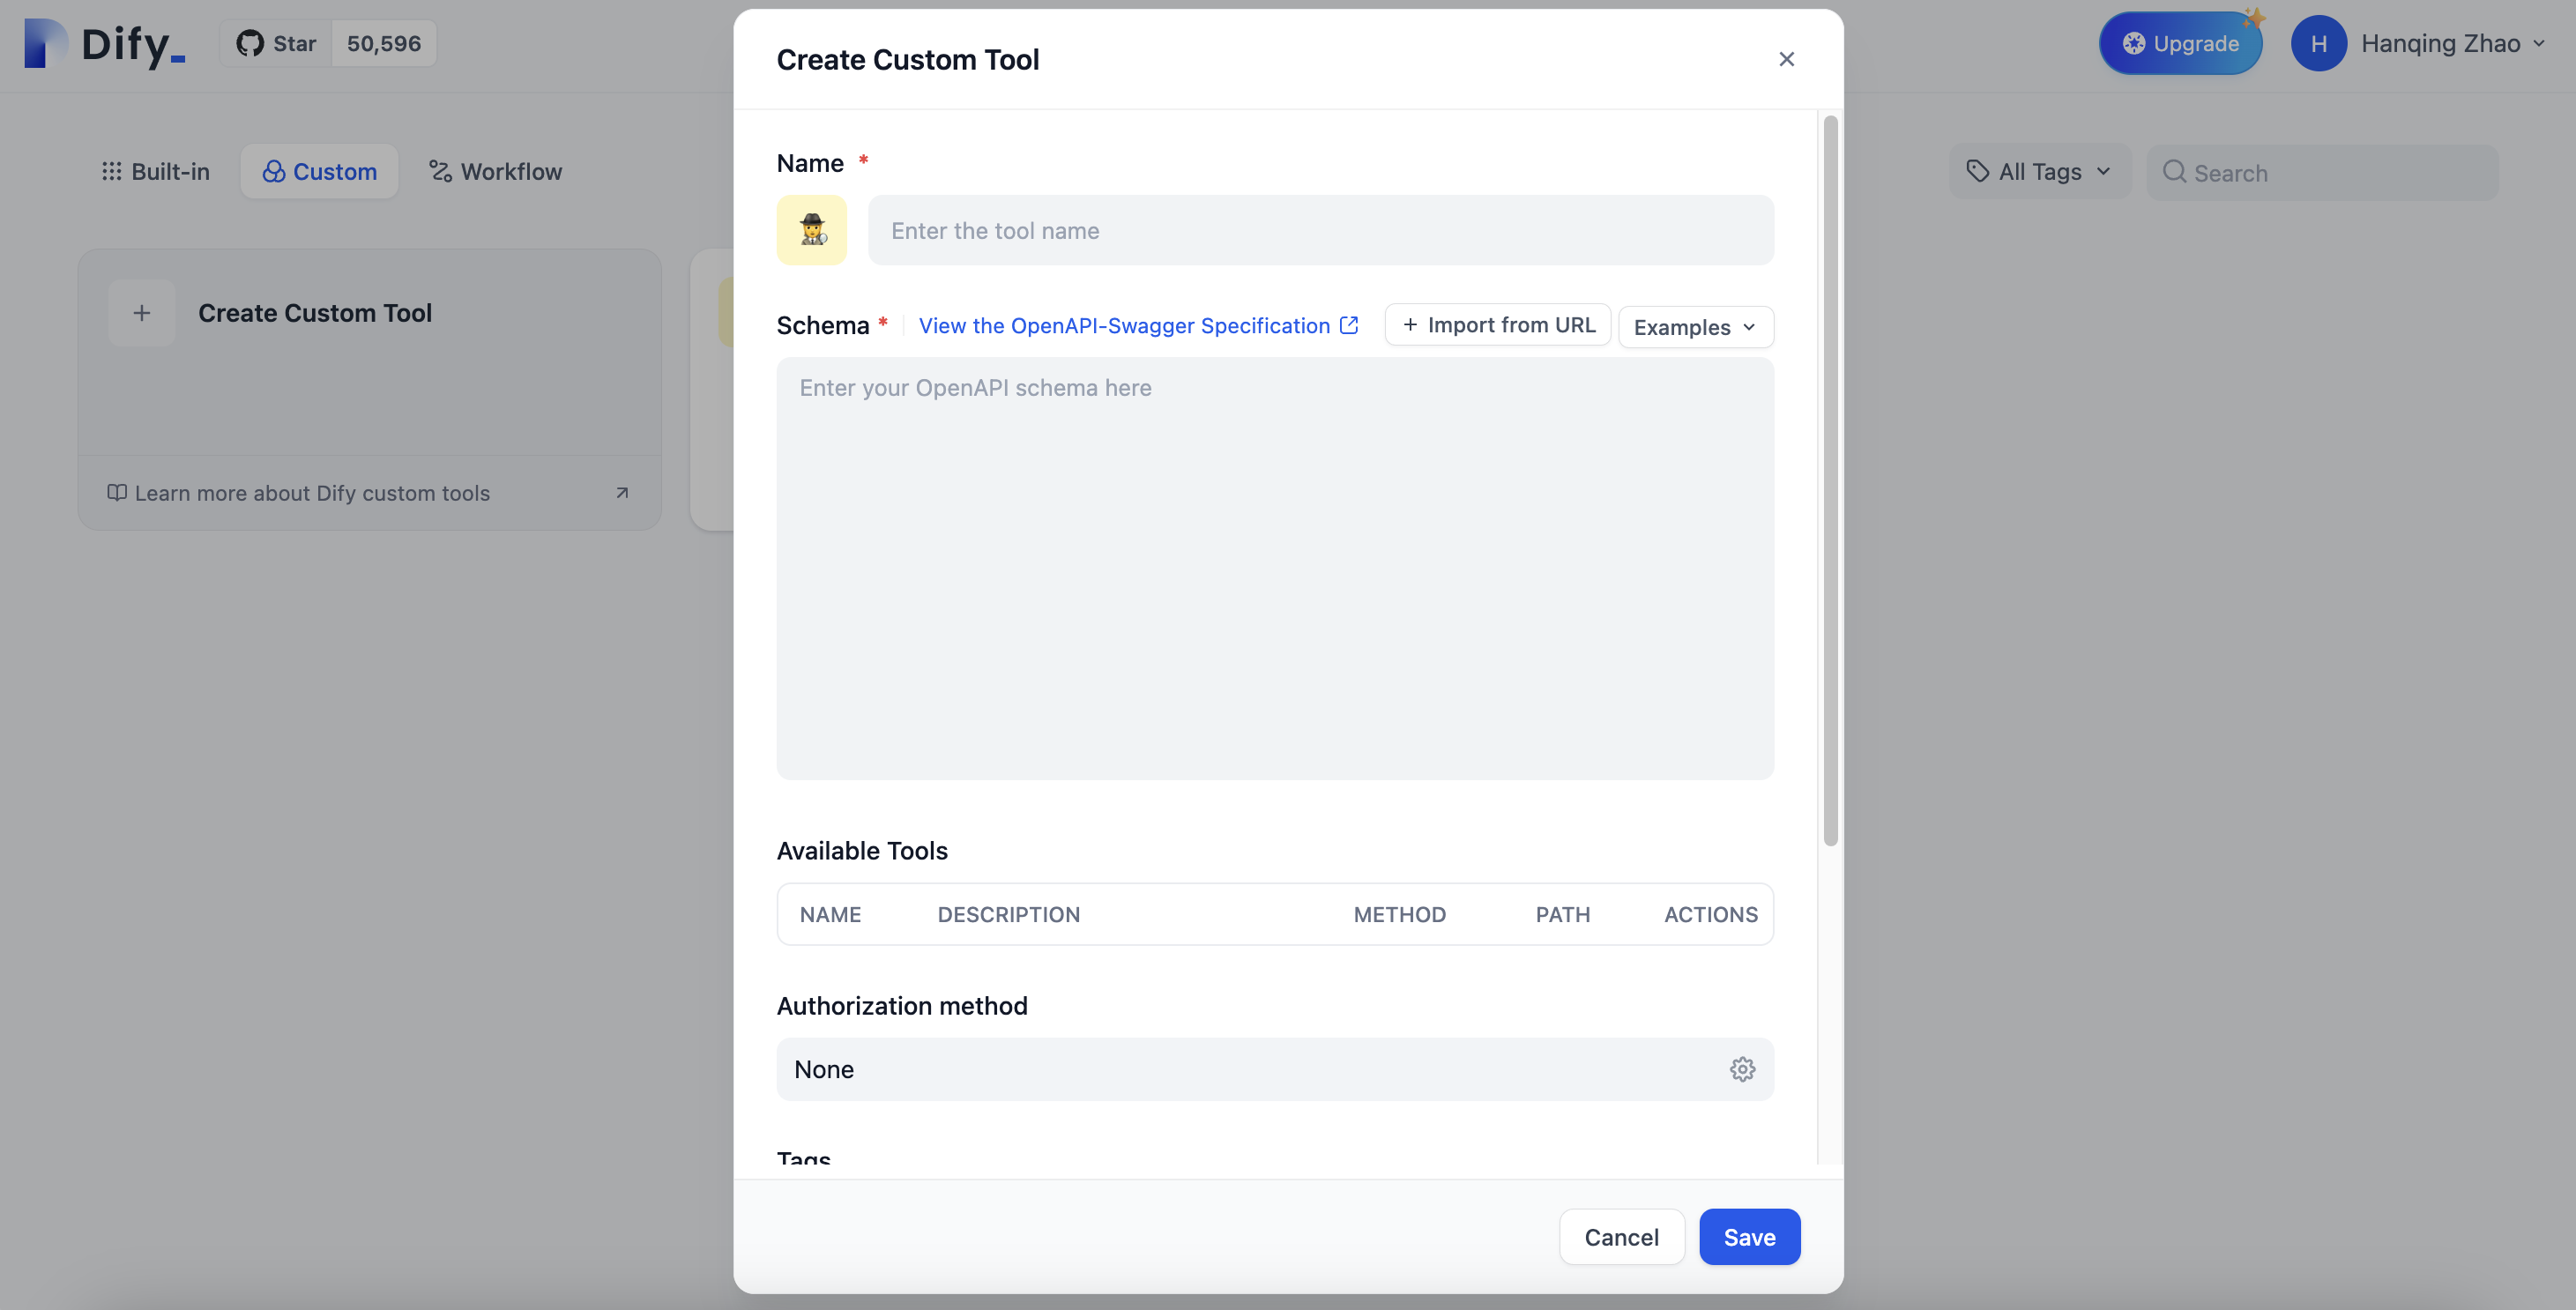 Dify_
Star 50,596
Upgrade
H Hanqing Zhao
Built-in Custom Workflow
All Tags Search
Create Custom Tool
Learn more about Dify custom tools
Create Custom Tool
Name *
Enter the tool name
Schema * View the OpenAPI-Swagger Specification + Import from URL Examples
Enter your OpenAPI schema here
Available Tools
NAME DESCRIPTION METHOD PATH ACTIONS
Authorization method
None
Tags
Cancel Save